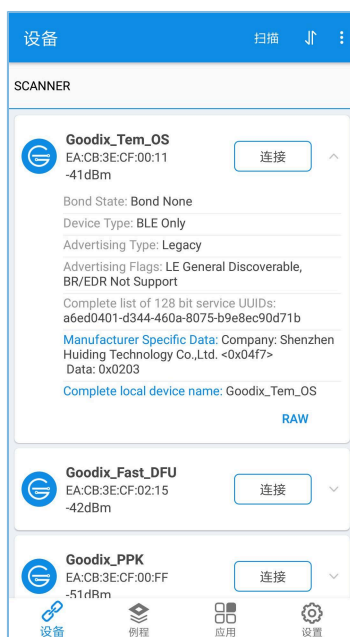 设备 扫描
SCANNER
Goodix_Tem_OS
EA:CB:3E:CF:00:11 连接
-41dBm
Bond State: Bond None
Device Type: BLE Only
Advertising Type: Legacy
Advertising Flags: LE General Discoverable,
BR/EDR Not Support
Complete list of 128 bit service UUIDs:
a6ed0401-d344-460a-8075-b9e8ec90d71b
Manufacturer Specific Data: Company: Shenzhen
Huiding Technology Co.,Ltd. <0x04f7>
Data: 0x0203
Complete local device name: Goodix_Tem_OS
RAW
Goodix_Fast_DFU
EA:CB:3E:CF:02:15 连接
-42dBm
Goodix_PPK
EA:CB:3E:CF:00:FF 连接
-51dBm
设备 例程 应用 设置